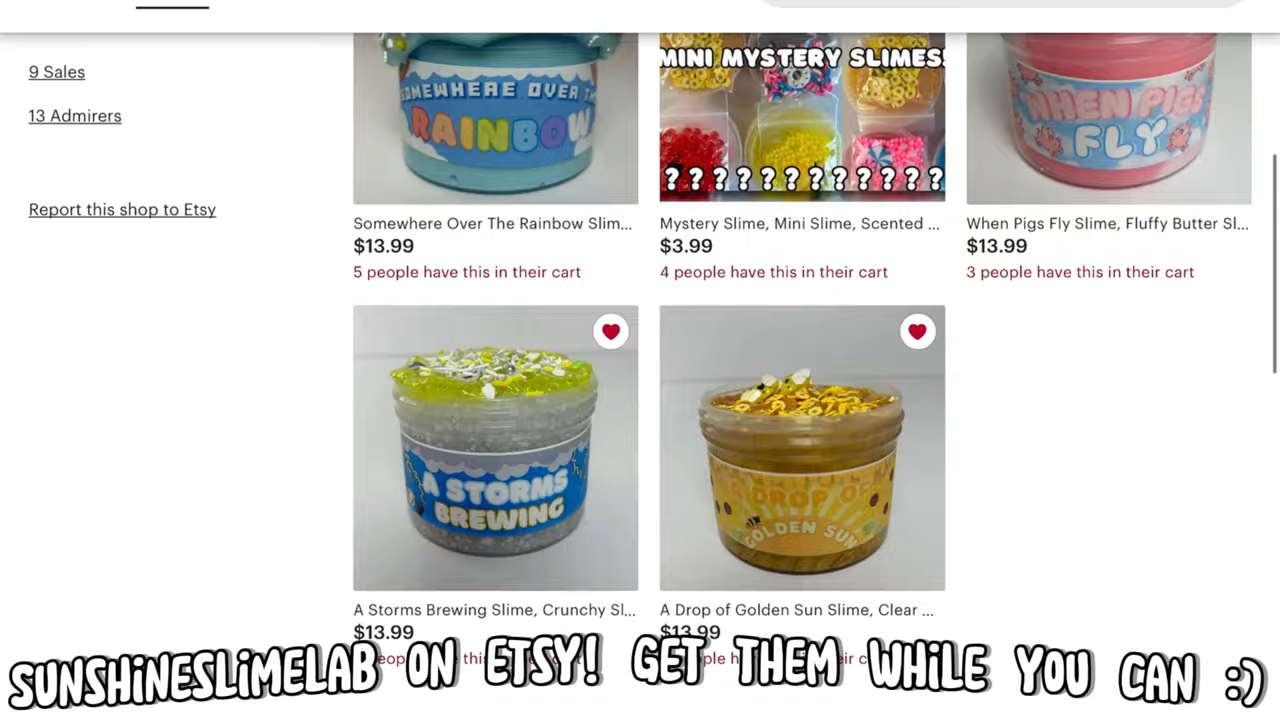 9 Sales
13 Admirers
Report this shop to Etsy
SOMEWHERE OVER
RAINBOW
MINI MYSTERY SLIMES!
? ? ? ? ? ? ? ? ? ? ? ?
WHEN PIGS
FLY
Somewhere Over The Rainbow Slim...
$13.99
5 people have this in their cart
Mystery Slime, Mini Slime, Scented ...
$3.99
4 people have this in their cart
When Pigs Fly Slime, Fluffy Butter Sl...
$13.99
3 people have this in their cart
A STORMS
BREWING
A DROP OF
GOLDEN SUN
A Storms Brewing Slime, Crunchy Sl...
$13.99
A Drop of Golden Sun Slime, Clear ...
$13.99
SUNSHiNESLiMELAB ON ETSY! GET THEM WHiLE YOU CAN :)